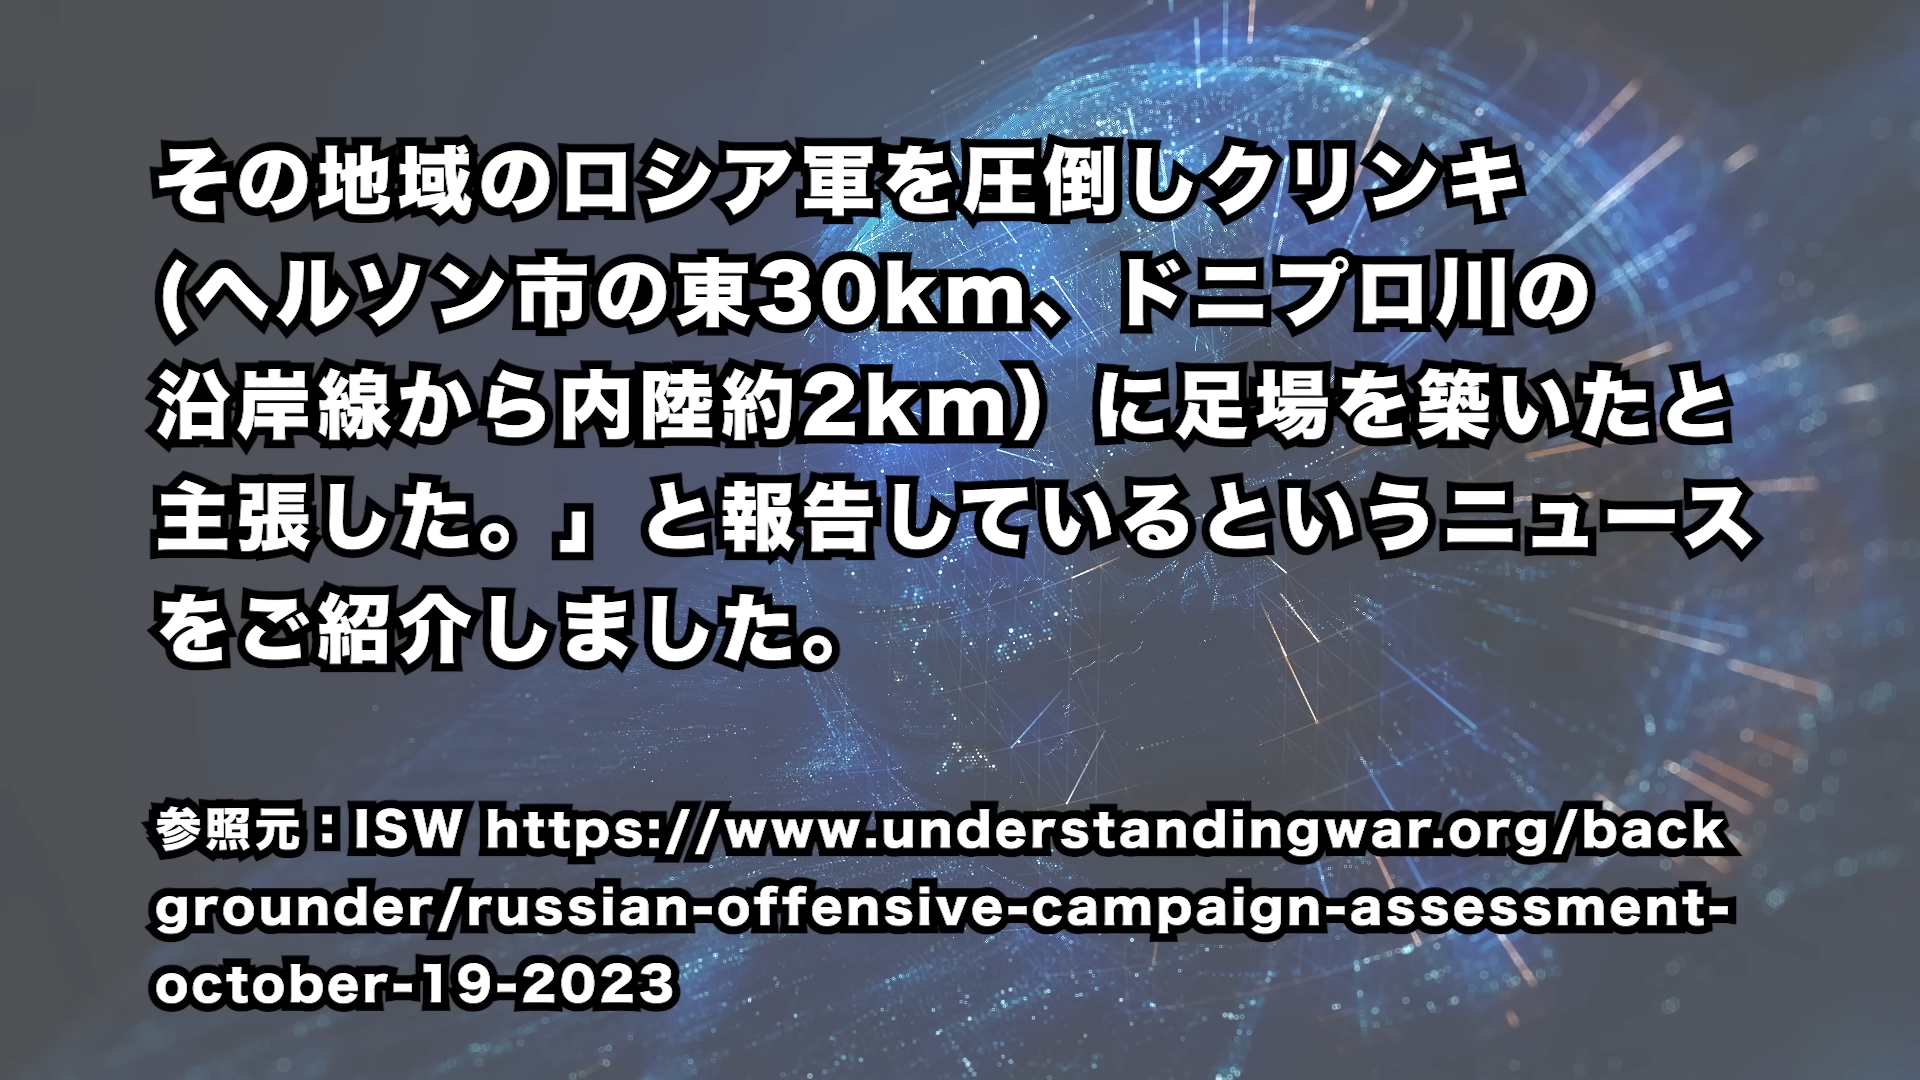 その地域のロシア軍を圧倒しクリンキ
(ヘルソン市の東30km、ドニプロ川の
沿岸線から内陸約2km）に足場を築いたと
主張した。」と報告しているというニュース
をご紹介しました。
参照元：ISW https://www.understandingwar.org/back
grounder/russian-offensive-campaign-assessment-
october-19-2023